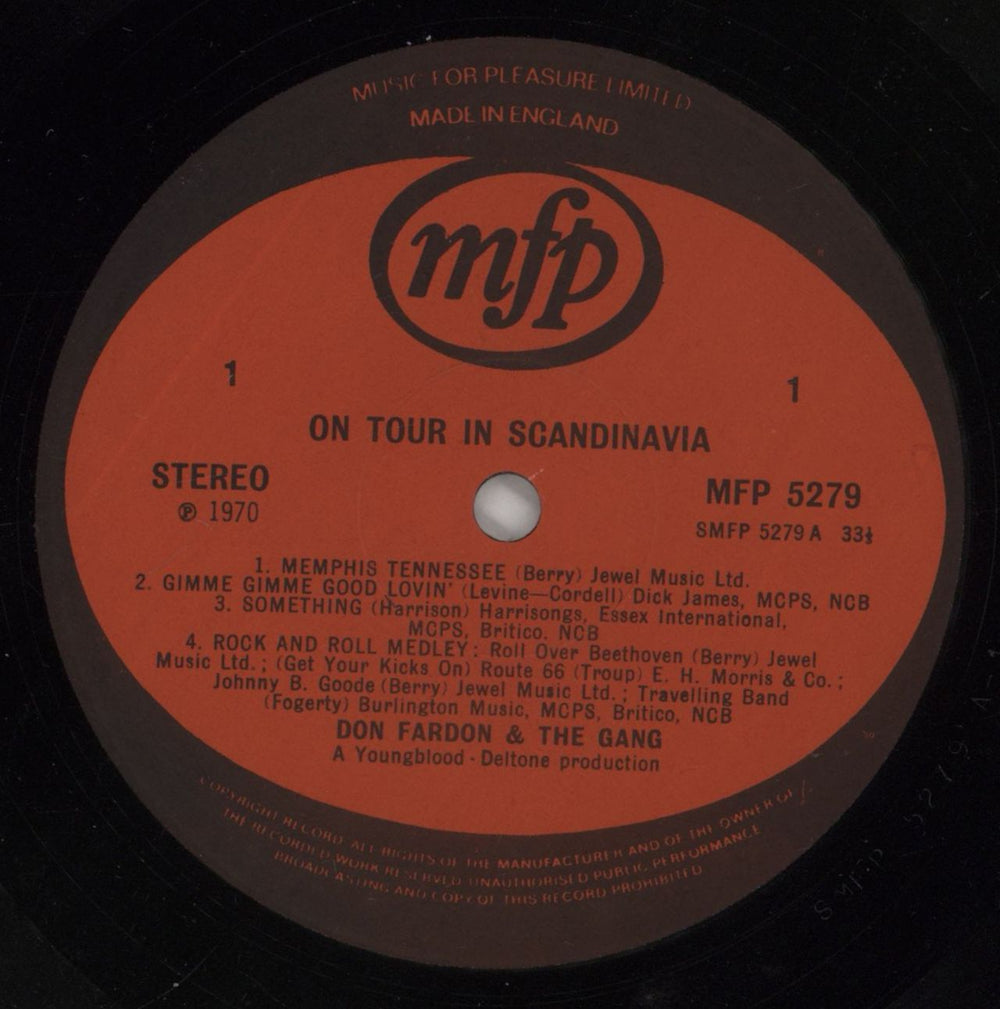 MUSIC FOR PLEASURE LIMITED
MADE IN ENGLAND
mfp
1 1
ON TOUR IN SCANDINAVIA
STEREO
℗ 1970
MFP 5279
SMFP 5279 A 33⅓
1. MEMPHIS TENNESSEE (Berry) Jewel Music Ltd.
2. GIMME GIMME GOOD LOVIN' (Levine—Cordell) Dick James, MCPS, NCB
3. SOMETHING (Harrison) Harrisongs, Essex International,
MCPS, Britico. NCB
4. ROCK AND ROLL MEDLEY: Roll Over Beethoven (Berry) Jewel
Music Ltd.; (Get Your Kicks On) Route 66 (Troup) E. H. Morris & Co.;
Johnny B. Goode (Berry) Jewel Music Ltd.; Travelling Band
(Fogerty) Burlington Music, MCPS, Britico, NCB
DON FARDON & THE GANG
A Youngblood - Deltone production
COPYRIGHT RECORD ALL RIGHTS OF THE MANUFACTURER AND OF THE OWNER OF
THE RECORDED WORK RESERVED UNAUTHORISED PUBLIC PERFORMANCE
BROADCASTING AND COPY OF THIS RECORD PROHIBITED
SMFP 5279 A